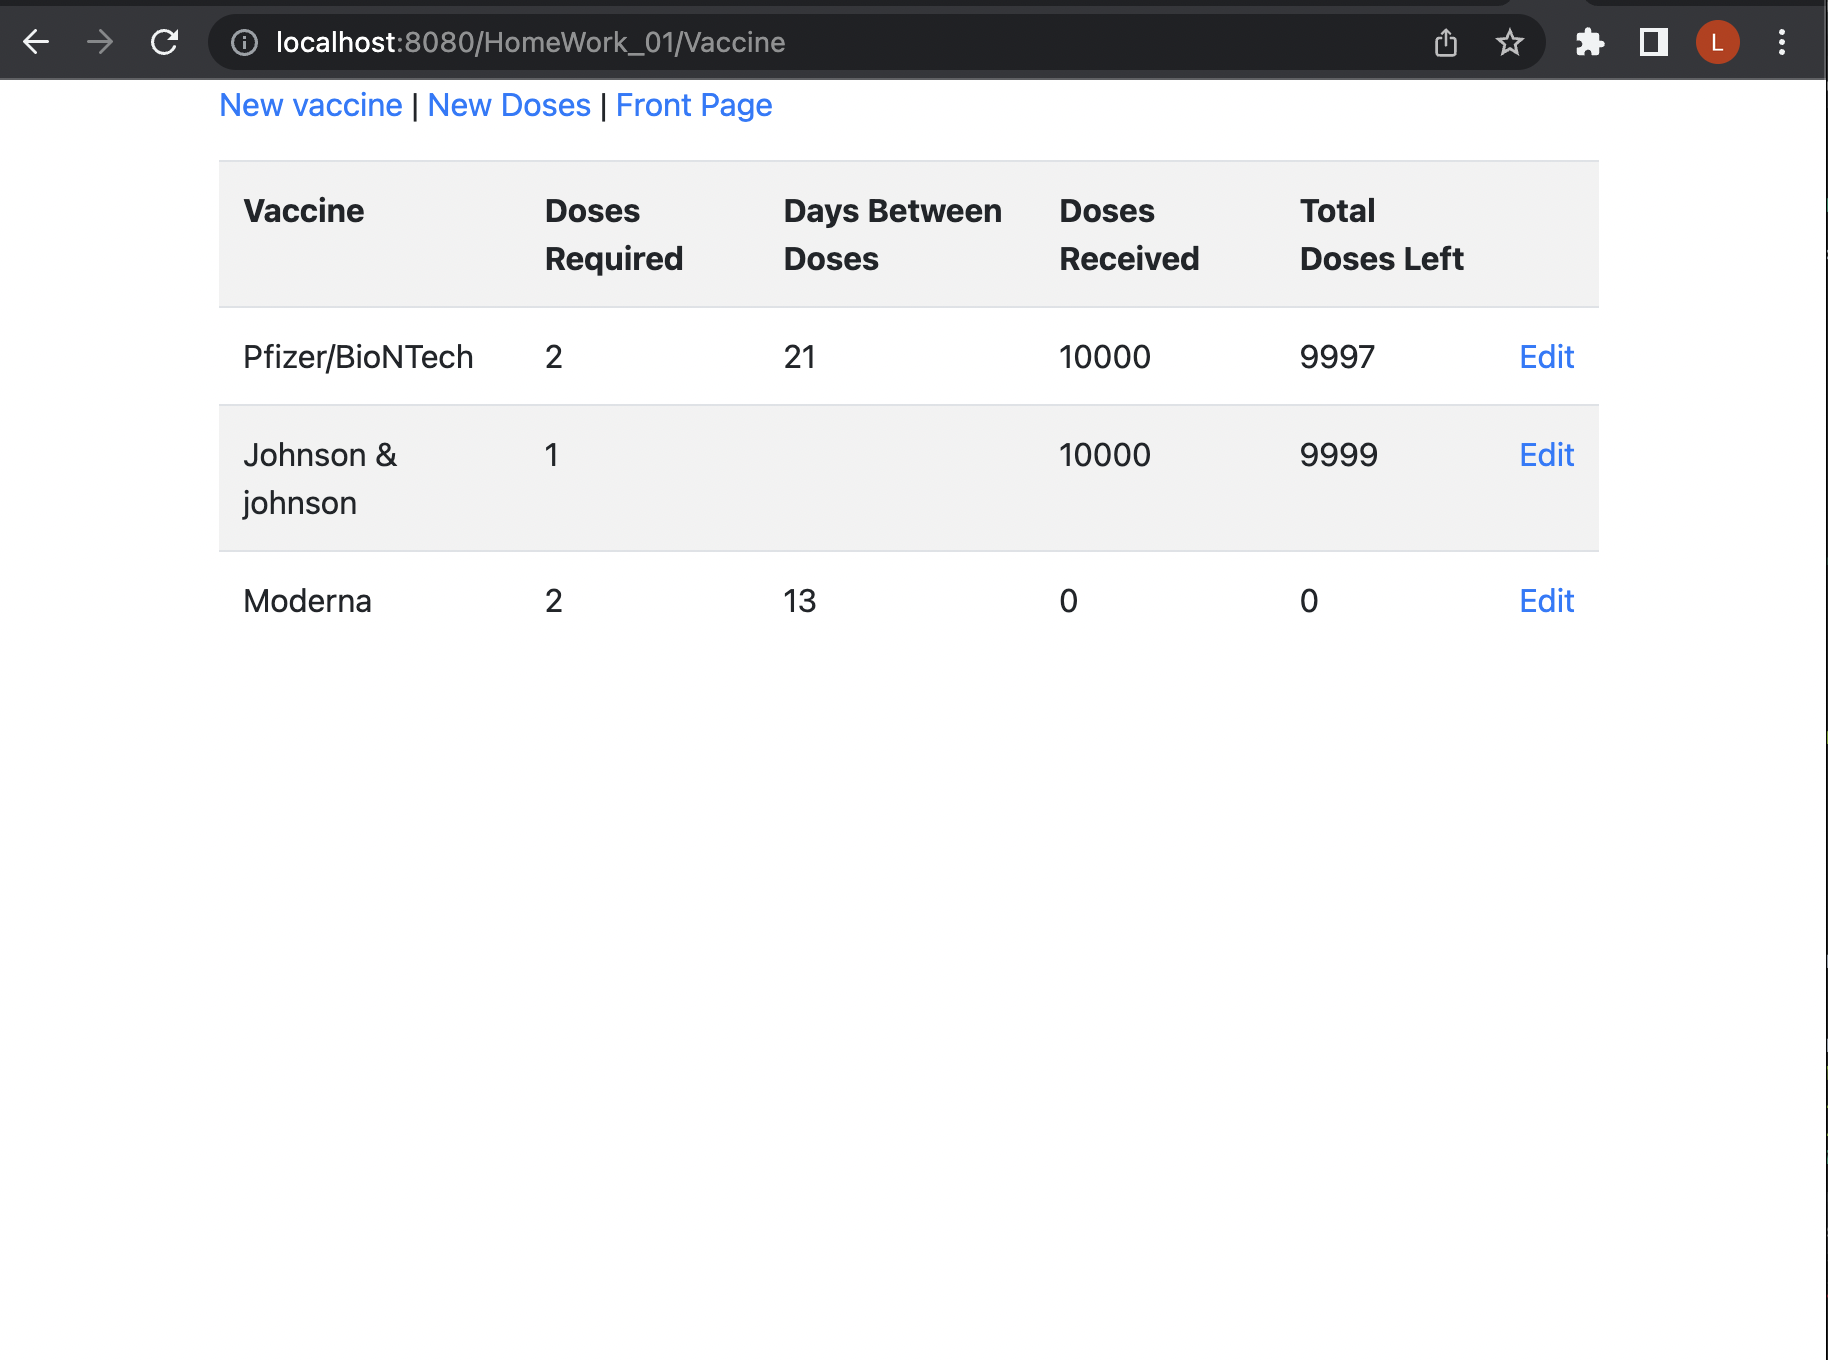 localhost:8080/HomeWork_01/Vaccine
L
New vaccine | New Doses | Front Page
Vaccine Doses Required Days Between Doses Doses Received Total Doses Left
Pfizer/BioNTech 2 21 10000 9997 Edit
Johnson & johnson 1 10000 9999 Edit
Moderna 2 13 0 0 Edit